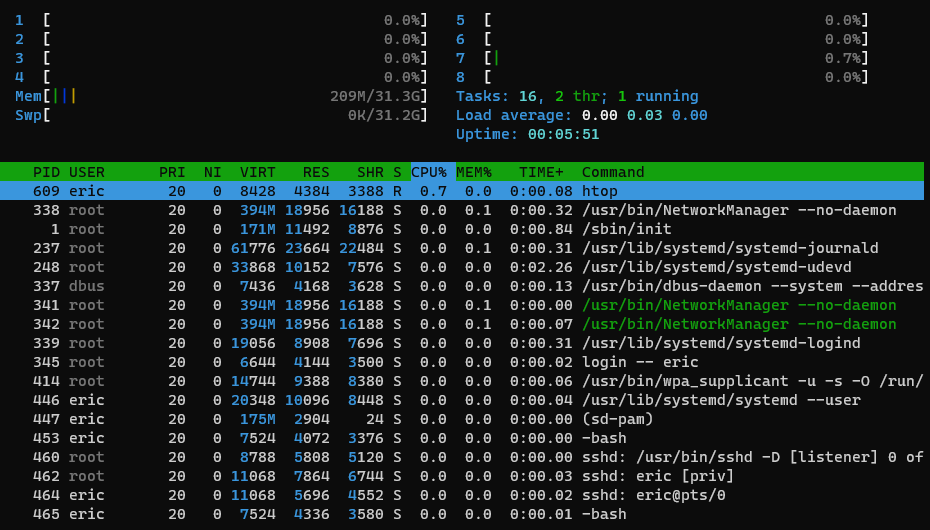 1  [                                     0.0%]   5  [                                     0.0%]
2  [                                     0.0%]   6  [                                     0.0%]
3  [                                     0.0%]   7  [|                                    0.7%]
4  [                                     0.0%]   8  [                                     0.0%]
Mem[|||                            209M/31.3G]   Tasks: 16, 2 thr; 1 running
Swp[                                 0K/31.2G]   Load average: 0.00 0.03 0.00
Uptime: 00:05:51
PID USER      PRI  NI  VIRT   RES   SHR S CPU% MEM%   TIME+  Command
609 eric       20   0  8428  4384  3388 R  0.7  0.0  0:00.08 htop
338 root       20   0  394M 18956 16188 S  0.0  0.1  0:00.32 /usr/bin/NetworkManager --no-daemon
1 root       20   0  171M 11492  8876 S  0.0  0.0  0:00.84 /sbin/init
237 root       20   0 61776 23664 22484 S  0.0  0.1  0:00.31 /usr/lib/systemd/systemd-journald
248 root       20   0 33868 10152  7576 S  0.0  0.0  0:02.26 /usr/lib/systemd/systemd-udevd
337 dbus       20   0  7436  4168  3628 S  0.0  0.0  0:00.13 /usr/bin/dbus-daemon --system --addres
341 root       20   0  394M 18956 16188 S  0.0  0.1  0:00.00 /usr/bin/NetworkManager --no-daemon
342 root       20   0  394M 18956 16188 S  0.0  0.1  0:00.07 /usr/bin/NetworkManager --no-daemon
339 root       20   0 19056  8908  7696 S  0.0  0.0  0:00.31 /usr/lib/systemd/systemd-logind
345 root       20   0  6644  4144  3500 S  0.0  0.0  0:00.02 login -- eric
414 root       20   0 14744  9388  8380 S  0.0  0.0  0:00.06 /usr/bin/wpa_supplicant -u -s -O /run/
446 eric       20   0 20348 10096  8448 S  0.0  0.0  0:00.04 /usr/lib/systemd/systemd --user
447 eric       20   0  175M  2904    24 S  0.0  0.0  0:00.00 (sd-pam)
453 eric       20   0  7524  4072  3376 S  0.0  0.0  0:00.00 -bash
460 root       20   0  8788  5808  5120 S  0.0  0.0  0:00.00 sshd: /usr/bin/sshd -D [listener] 0 of
462 root       20   0 11068  7864  6744 S  0.0  0.0  0:00.03 sshd: eric [priv]
464 eric       20   0 11068  5696  4552 S  0.0  0.0  0:00.02 sshd: eric@pts/0
465 eric       20   0  7524  4336  3580 S  0.0  0.0  0:00.01 -bash